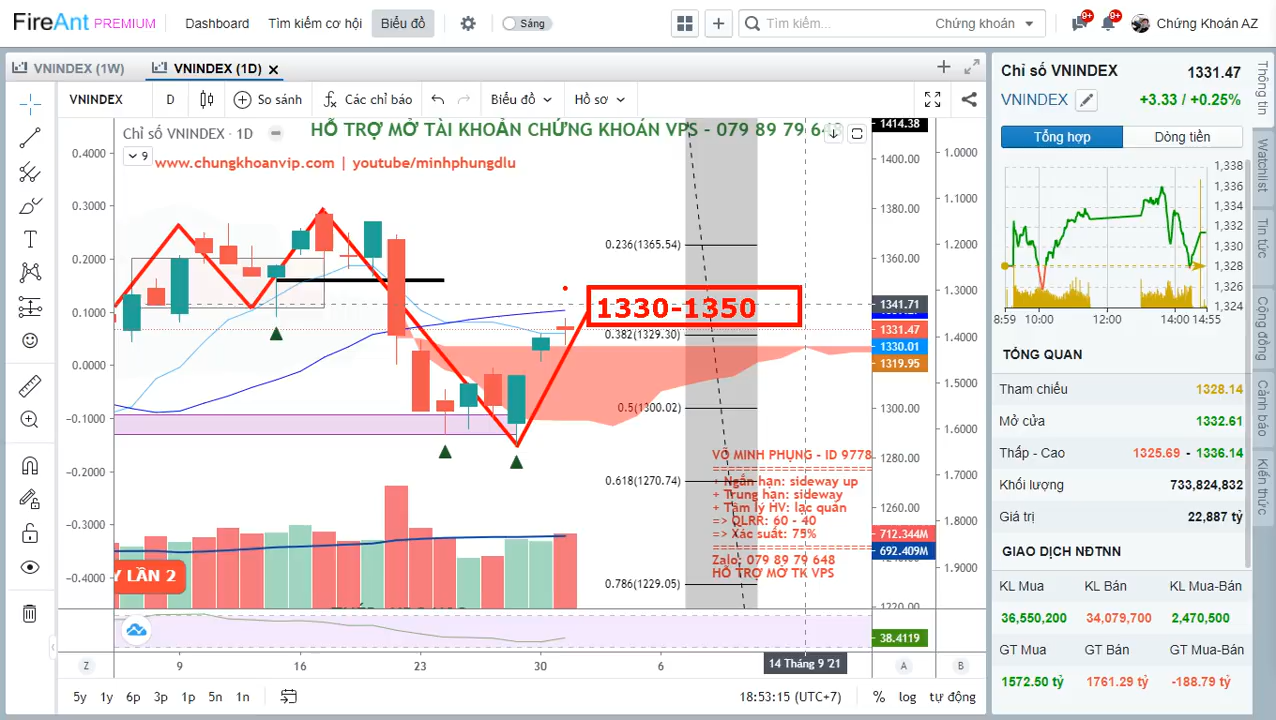 FireAnt PREMIUM
Dashboard
Tìm kiếm cơ hội
Biểu đồ
Sáng
Tìm kiếm...
Chứng khoán
9+
9+
Chứng Khoán AZ
VNINDEX (1W)
VNINDEX (1D)
VNINDEX
D
So sánh
Các chỉ báo
Biểu đồ
Hồ sơ
Chỉ số VNINDEX · 1D
HỖ TRỢ MỞ TÀI KHOẢN CHỨNG KHOÁN VPS - 079 89 79 648
9
www.chungkhoanvip.com | youtube/minhphungdlu
0.4000
0.3000
0.2000
0.1000
0.0000
-0.1000
-0.2000
-0.3000
-0.4000
0.236(1365.54)
1330-1350
0.382(1329.30)
0.5(1300.02)
0.618(1270.74)
0.786(1229.05)
VÕ MINH PHỤNG - ID 9778
====================
+ Ngắn hạn: sideway up
+ Trung hạn: sideway
+ Tâm lý HV: lạc quan
=> QLRR: 60 - 40
=> Xác suất: 75%
====================
Zalo: 079 89 79 648
HỖ TRỢ MỞ TK VPS
Y LẦN 2
1414.38
1400.00
1380.00
1360.00
1341.71
1331.47
1330.01
1319.95
1300.00
1280.00
1260.00
712.344M
692.409M
1220.00
38.4119
1.0000
1.1000
1.2000
1.3000
1.5000
1.6000
1.7000
1.8000
1.9000
Z
9
16
23
30
6
14 Tháng 9 '21
A
B
5y
1y
6p
3p
1p
5n
1n
18:53:15 (UTC+7)
%
log
tự động
Chỉ số VNINDEX
1331.47
VNINDEX
+3.33 / +0.25%
Tổng hợp
Dòng tiền
1,338
1,336
1,334
1,332
1,330
1,328
1,326
1,324
8:59
10:00
12:00
14:00
14:55
TỔNG QUAN
Tham chiếu 1328.14
Mở cửa 1332.61
Thấp - Cao 1325.69 - 1336.14
Khối lượng 733,824,832
Giá trị 22,887 tỷ
GIAO DỊCH NĐTNN
KL Mua KL Bán KL Mua-Bán
36,550,200 34,079,700 2,470,500
GT Mua GT Bán GT Mua-Bán
1572.50 tỷ 1761.29 tỷ -188.79 tỷ
Thông tin
Watchlist
Tin tức
Cộng đồng
Cảnh báo
Kiến thức